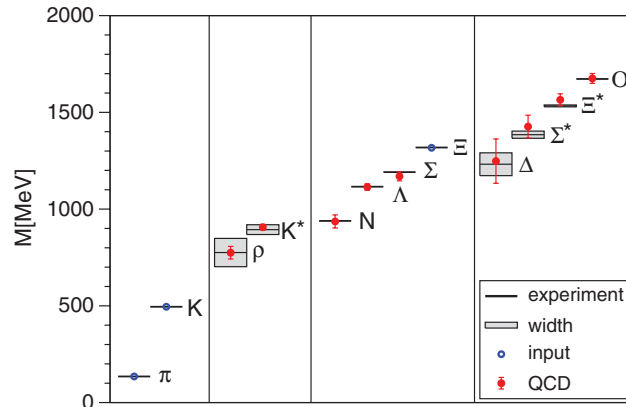 2000
1500
1000
500
0
M[MeV]
π
K
ρ
K*
N
Λ
Σ
Ξ
Δ
Σ*
Ξ*
O
experiment
width
input
QCD